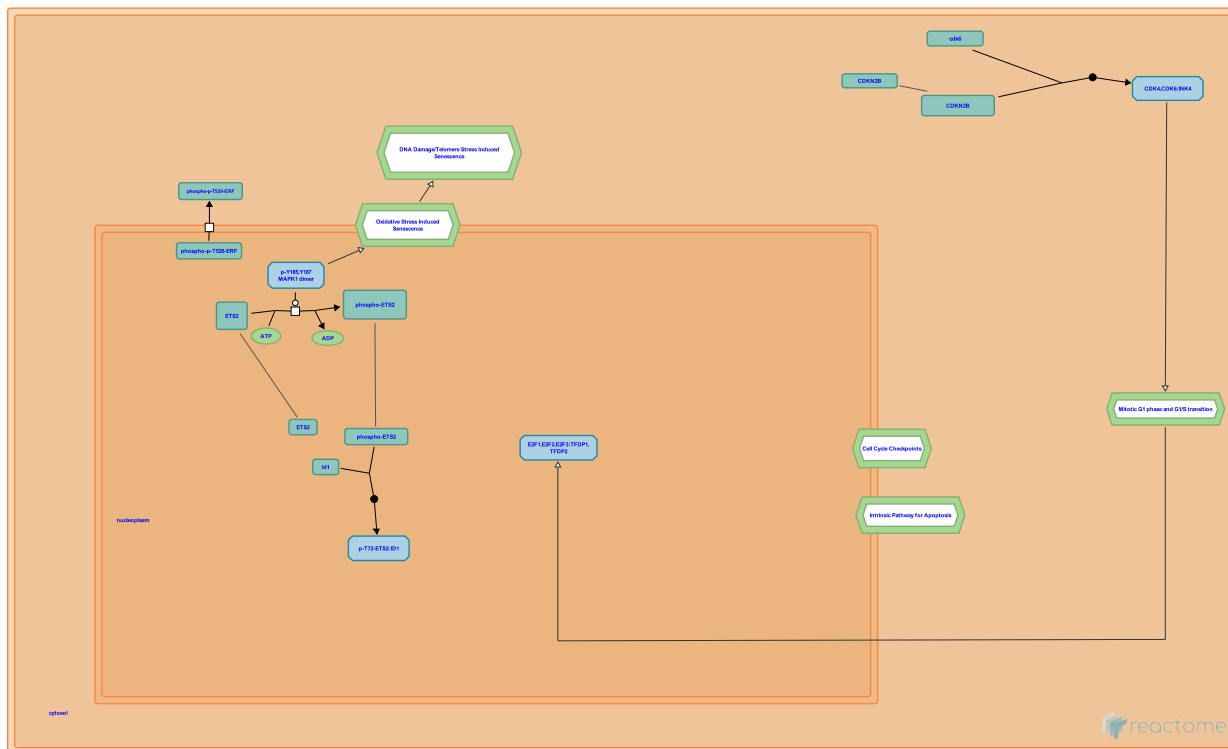 cdk6
CDKN2B
CDK4,CDK6:INK4
CDKN2B
DNA Damage/Telomere Stress Induced
Senescence
phospho-p-T526-ERF
Oxidative Stress Induced
Senescence
phospho-p-T526-ERF
p-Y185,Y187
MAPK1 dimer
phospho-ETS2
ETS2
ATP
ADP
Mitotic G1 phase and G1/S transition
ETS2
phospho-ETS2
E2F1,E2F2,E2F3:TFDP1,
TFDP2
Cell Cycle Checkpoints
Id1
Intrinsic Pathway for Apoptosis
nucleoplasm
p-T72-ETS2:ID1
cytosol
reactome